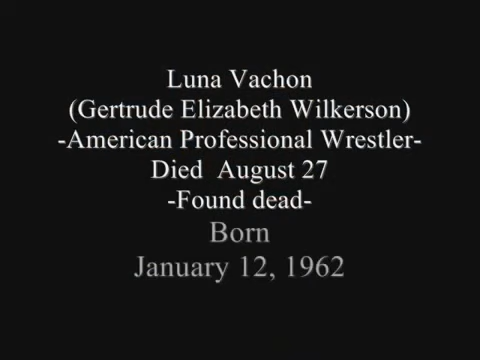 Luna Vachon
(Gertrude Elizabeth Wilkerson)
-American Professional Wrestler-
Died  August 27
-Found dead-
Born
January 12, 1962